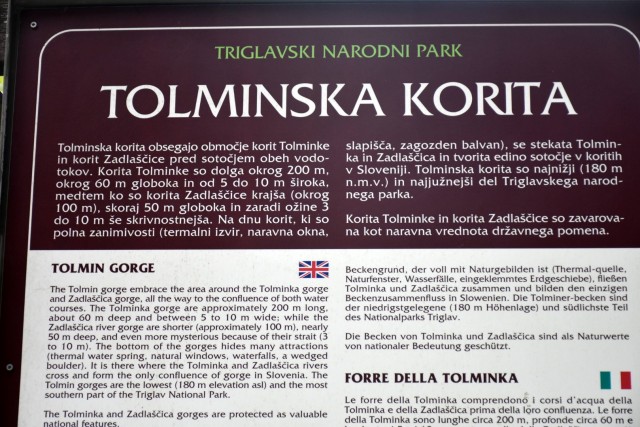 TRIGLAVSKI NARODNI PARK
TOLMINSKA KORITA
Tolminska korita obsegajo območje korit Tolminke
in korit Zadlaščice pred sotočjem obeh vodo-
tokov. Korita Tolminke so dolga okrog 200 m,
okrog 60 m globoka in od 5 do 10 m široka,
medtem ko so korita Zadlaščice krajša (okrog
100 m), skoraj 50 m globoka in zaradi ožine 3
do 10 m še skrivnostnejša. Na dnu korit, ki so
polna zanimivosti (termalni izvir, naravna okna,
slapišča, zagozden balvan), se stekata Tolmin-
ka in Zadlaščica in tvorita edino sotočje v koritih
v Sloveniji. Tolminska korita so najnižji (180 m
n.m.v.) in najjužnejši del Triglavskega narod-
nega parka.
Korita Tolminke in korita Zadlaščice so zavarova-
na kot naravna vrednota državnega pomena.
TOLMIN GORGE
The Tolmin gorge embrace the area around the Tolminka gorge
and Zadlaščica gorge, all the way to the confluence of both water
courses. The Tolminka gorge are approximately 200 m long,
about 60 m deep and between 5 to 10 m wide; while the
Zadlaščica river gorge are shorter (approximately 100 m), nearly
50 m deep, and even more mysterious because of their strait (3
to 10 m). The bottom of the gorges hides many attractions
(thermal water spring, natural windows, waterfalls, a wedged
boulder). It is there where the Tolminka and Zadlaščica rivers
cross and form the only confluence of gorge in Slovenia. The
Tolmin gorges are the lowest (180 m elevation asl) and the most
southern part of the Triglav National Park.
The Tolminka and Zadlaščica gorges are protected as valuable
national features.
Beckengrund, der voll mit Naturgebilden ist (Thermal-quelle,
Naturfenster, Wasserfälle, eingeklemmtes Erdgeschiebe), fließen
Tolminka und Zadlaščica zusammen und bilden den einzigen
Beckenzusammenfluss in Slowenien. Die Tolminer-becken sind
der niedrigstgelegene (180 m Höhenlage) und südlichste Teil
des Nationalparks Triglav.
Die Becken von Tolminka und Zadlaščica sind als Naturwerte
von nationaler Bedeutung geschützt.
FORRE DELLA TOLMINKA
Le forre della Tolminka comprendono i corsi d'acqua della
Tolminka e della Zadlaščica prima della loro confluenza. Le forre
della Tolminka sono lunghe circa 200 m, profonde circa 60 m e